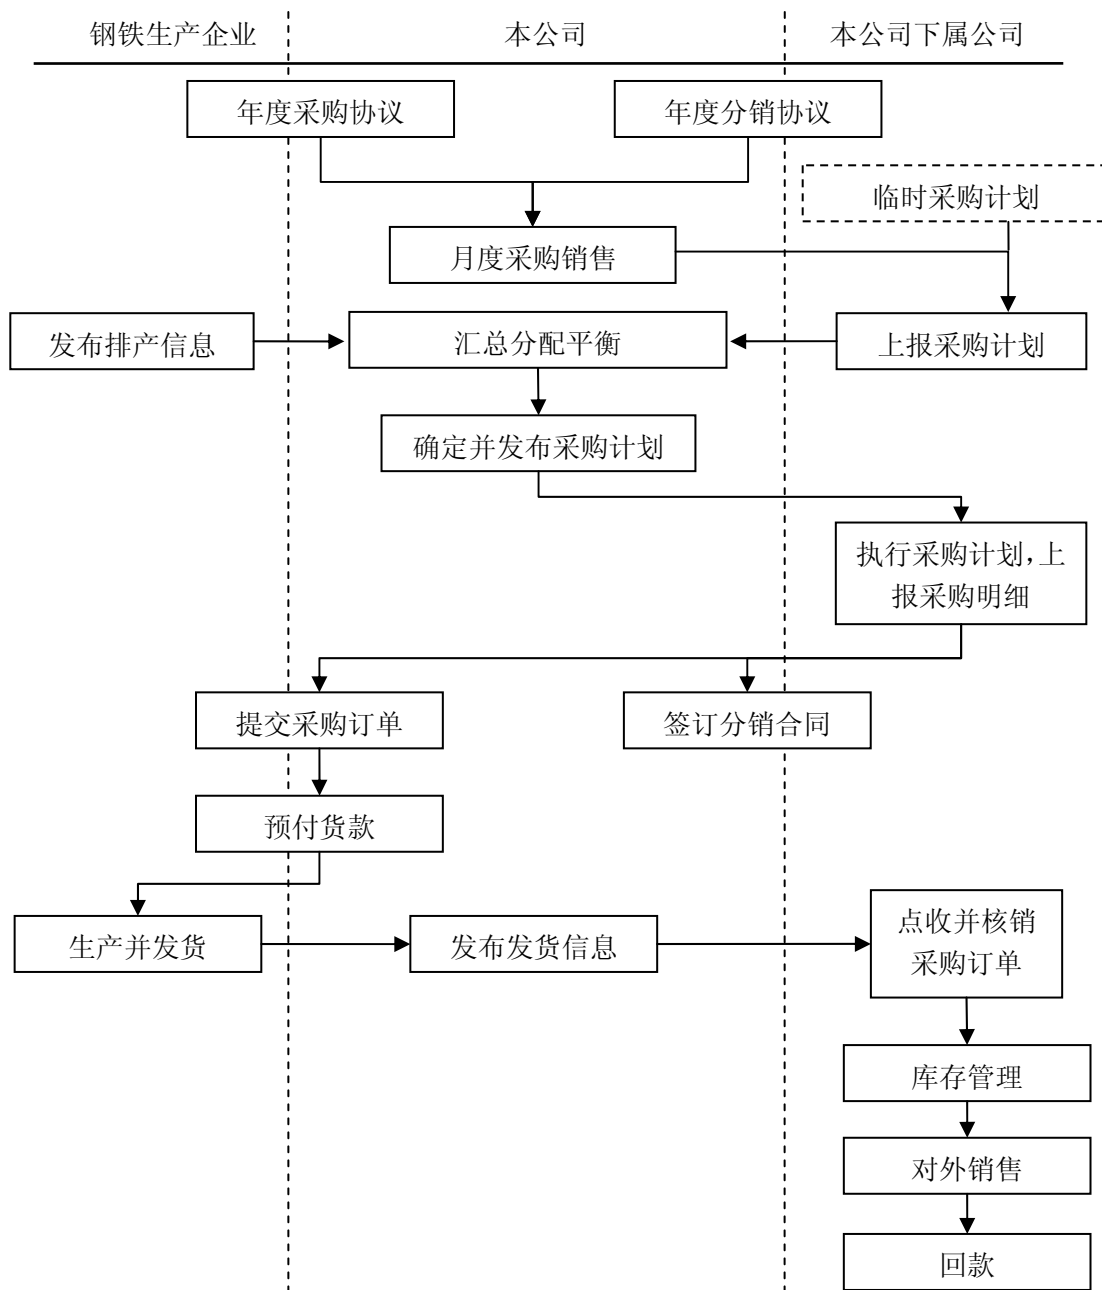 钢铁生产企业
本公司
本公司下属公司
年度采购协议
年度分销协议
临时采购计划
月度采购销售
发布排产信息
汇总分配平衡
上报采购计划
确定并发布采购计划
执行采购计划，上
报采购明细
提交采购订单
签订分销合同
预付货款
生产并发货
发布发货信息
点收并核销
采购订单
库存管理
对外销售
回款